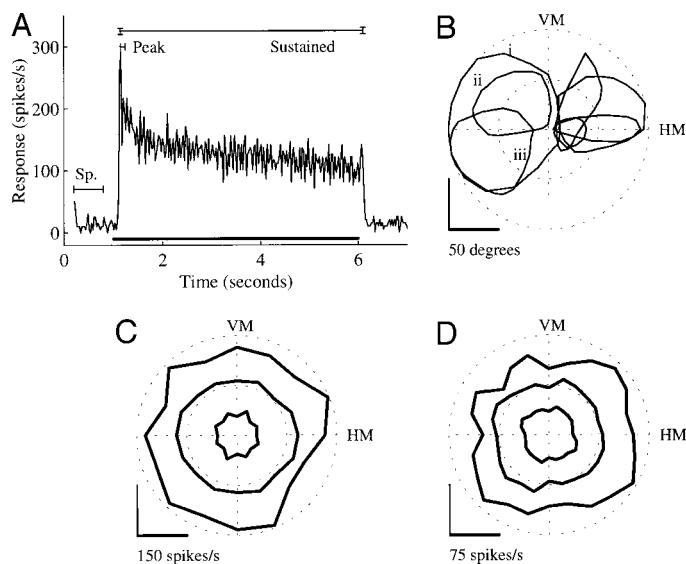 A
Response (spikes/s)
300
200
100
0
Peak
Sustained
Sp.
0 2 4 6
Time (seconds)
B
VM
i
ii
iii
HM
50 degrees
C
VM
HM
150 spikes/s
D
VM
HM
75 spikes/s